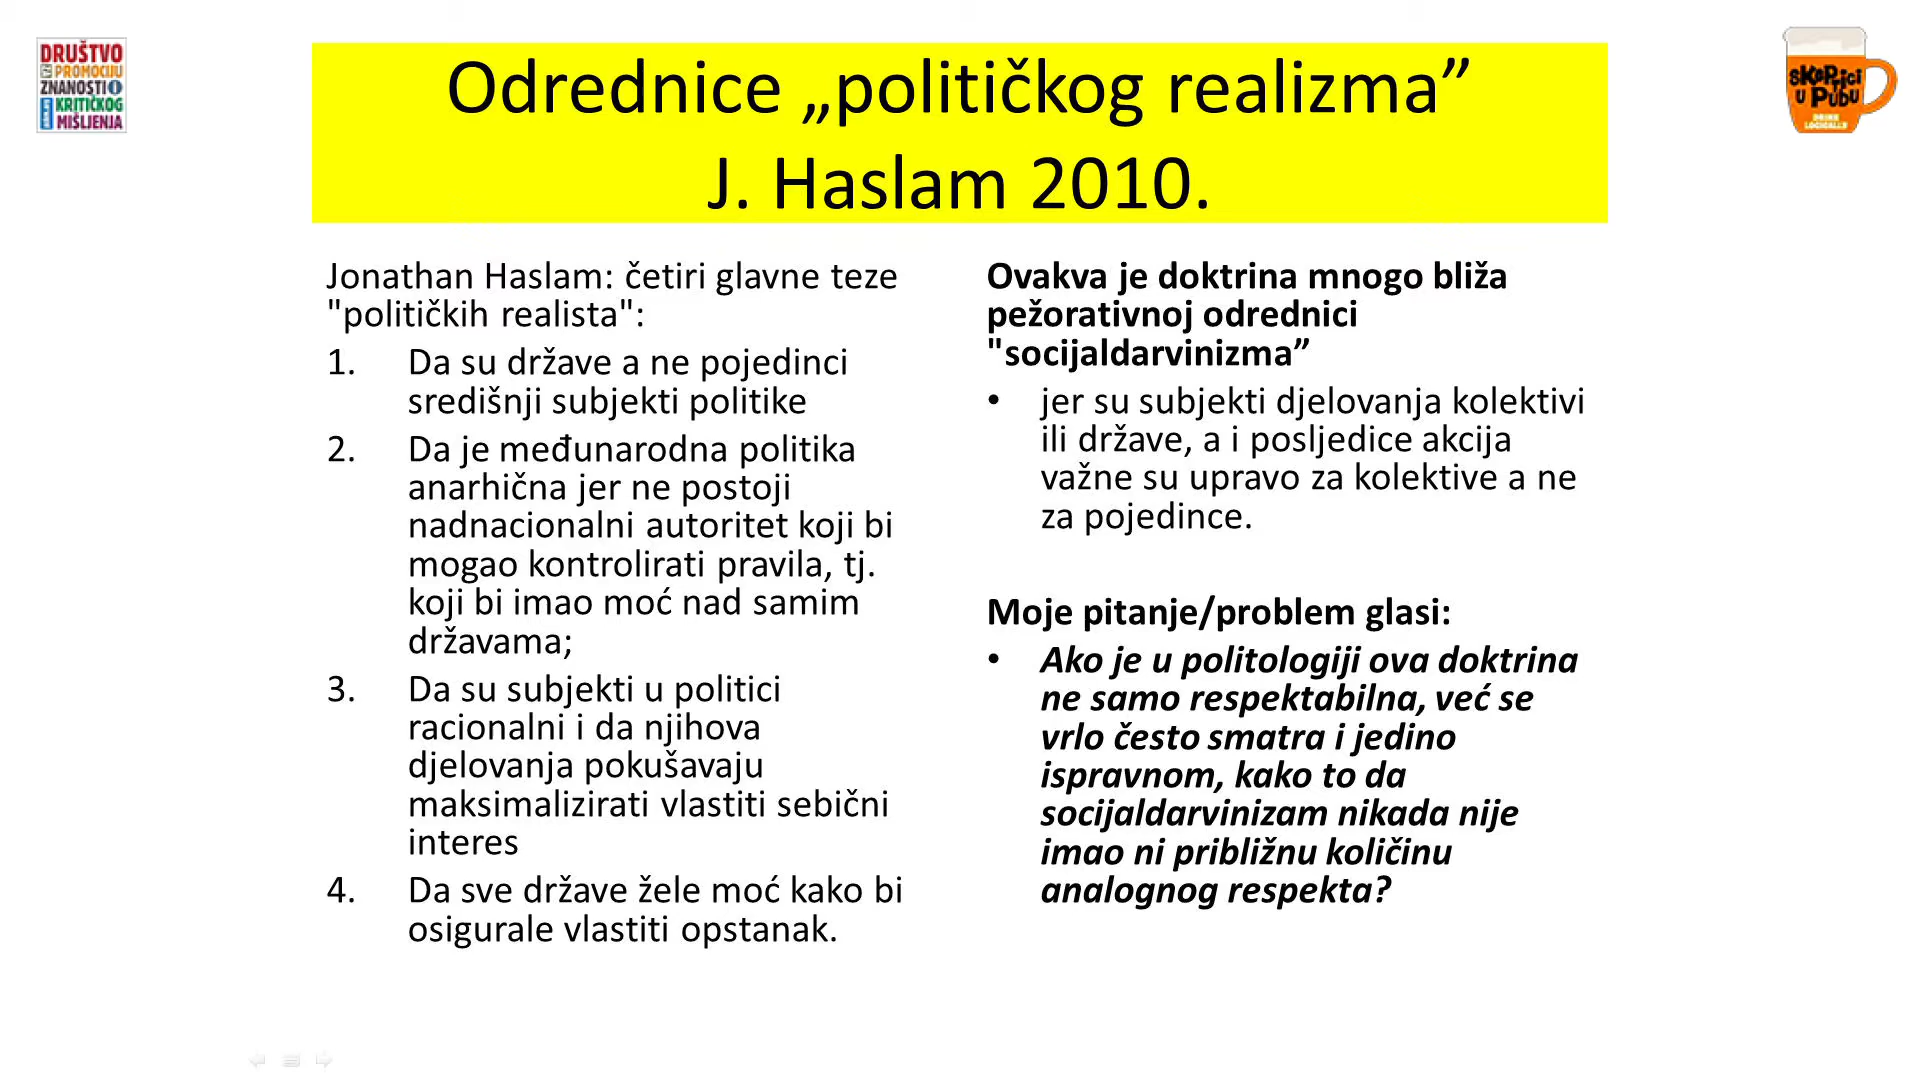 DRUŠTVO
ZA PROMOCIJU
ZNANOSTI I
KRITIČKOG
MIŠLJENJA
SKEPTICI
U PUBU
DRINK
LOGICALLY
Odrednice „političkog realizma”
J. Haslam 2010.
Jonathan Haslam: četiri glavne teze
"političkih realista":
1. Da su države a ne pojedinci
središnji subjekti politike
2. Da je međunarodna politika
anarhična jer ne postoji
nadnacionalni autoritet koji bi
mogao kontrolirati pravila, tj.
koji bi imao moć nad samim
državama;
3. Da su subjekti u politici
racionalni i da njihova
djelovanja pokušavaju
maksimalizirati vlastiti sebični
interes
4. Da sve države žele moć kako bi
osigurale vlastiti opstanak.
Ovakva je doktrina mnogo bliža
pežorativnoj odrednici
"socijaldarvinizma”
• jer su subjekti djelovanja kolektivi
ili države, a i posljedice akcija
važne su upravo za kolektive a ne
za pojedince.
Moje pitanje/problem glasi:
• Ako je u politologiji ova doktrina
ne samo respektabilna, već se
vrlo često smatra i jedino
ispravnom, kako to da
socijaldarvinizam nikada nije
imao ni približnu količinu
analognog respekta?